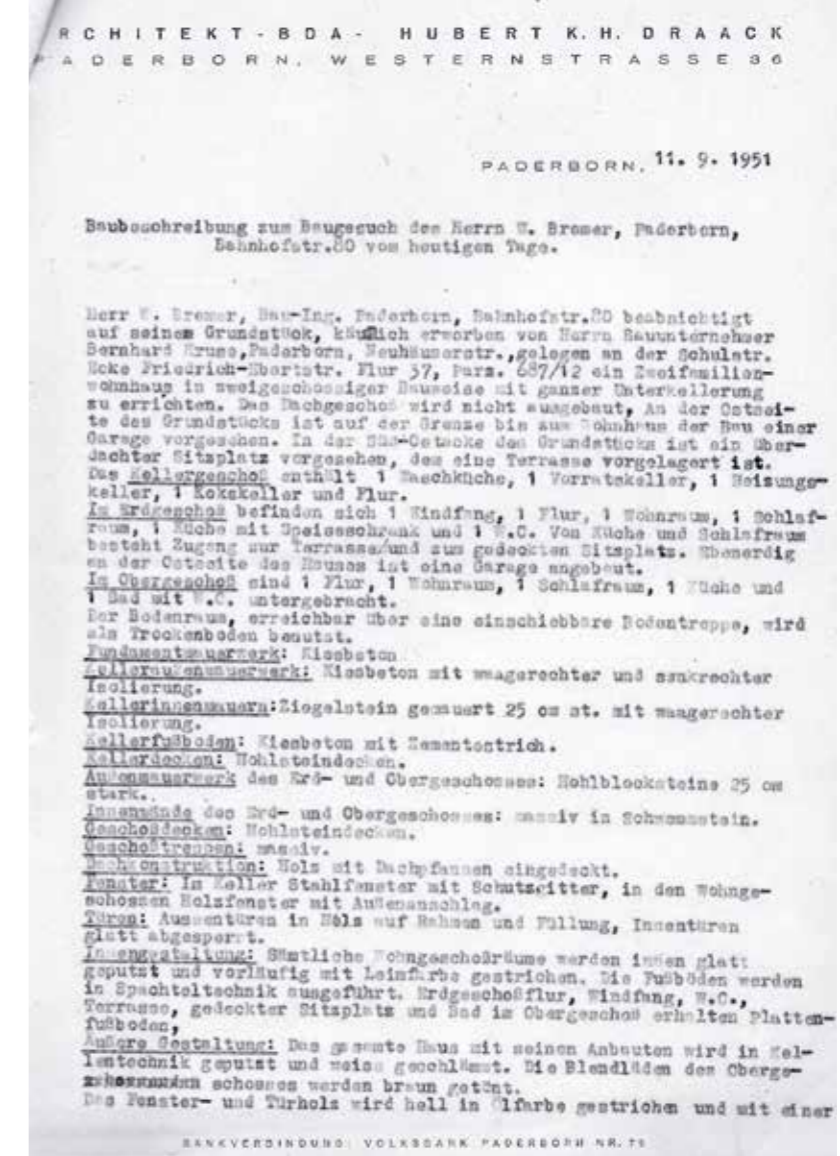 RCHITEKT-BDA- HUBERT K.H. DRAACK
PADERBORN, WESTERNSTRASSE 36
PADERBORN, 11. 9. 1951
Baubeschreibung zum Baugesuch des Herrn W. Bremer, Paderborn,
Bahnhofstr.80 vom heutigen Tage.
Herr W. Bremer, Bau-Ing. Paderborn, Bahnhofstr.80 beabsichtigt
auf seinem Grundstück, käuflich erworben von Herrn Bauunternehmer
Bernhard Kruse,Paderborn, Neuhäuserstr.,gelegen an der Schulstr.
Ecke Friedrich-Ebertstr. Flur 37, Parz. 687/12 ein Zweifamilien-
wohnhaus in zweigeschossiger Bauweise mit ganzer Unterkellerung
zu errichten. Das Dachgeschoß wird nicht ausgebaut, An der Ostsei-
te des Grundstücks ist auf der Grenze bis zum Wohnhaus der Bau einer
Garage vorgesehen. In der Süd-Ostecke des Grundstücks ist ein über-
dachter Sitzplatz vorgesehen, dem eine Terrasse vorgelagert ist.
Das Kellergeschoß enthält 1 Waschküche, 1 Vorratskeller, 1 Heizungs-
keller, 1 Kokskeller und Flur.
Im Erdgeschoß befinden sich 1 Windfang, 1 Flur, 1 Wohnraum, 1 Schlaf-
raum, 1 Küche mit Speiseschrank und 1 W.C. Von Küche und Schlafraum
besteht Zugang zur Terrasse/und zum gedeckten Sitzplatz. Ebenerdig
an der Ostseite des Hauses ist eine Garage angebaut.
Im Obergeschoß sind 1 Flur, 1 Wohnraum, 1 Schlafraum, 1 Küche und
1 Bad mit W.C. untergebracht.
Der Bodenraum, erreichbar über eine einschiebbare Bodentreppe, wird
als Trockenboden benutzt.
Fundamentmauerwerk: Kiesbeton
Kelleraußenmauerwerk: Kiesbeton mit waagerechter und senkrechter
Isolierung.
Kellerinnenmauern:Ziegelstein gemauert 25 cm st. mit waagerechter
Isolierung.
Kellerfußboden: Kiesbeton mit Zementestrich.
Kellerdecken: Hohlsteindecken.
Außenmauerwerk des Erd- und Obergeschosses: Hohlblocksteine 25 cm
stark.
Innenwände des Erd- und Obergeschosses: massiv in Schwemmstein.
Geschoßdecken: Hohlsteindecken.
Geschoßtreppen: massiv.
Dachkonstruktion: Holz mit Dachpfannen eingedeckt.
Fenster: Im Keller Stahlfenster mit Schutzgitter, in den Wohnge-
schossen Holzfenster mit Außenanschlag.
Türen: Aussentüren in Holz auf Rahmen und Füllung, Innentüren
glatt abgesperrt.
Innengestaltung: Sämtliche Wohngeschoßräume werden innen glatt
geputzt und vorläufig mit Leimfarbe gestrichen. Die Fußböden werden
in Spachteltechnik ausgeführt. Erdgeschoßflur, Windfang, W.C.,
Terrasse, gedeckter Sitzplatz und Bad im Obergeschoß erhalten Platten-
fußboden,
Äußere Gestaltung: Das gesamte Haus mit seinen Anbauten wird in Kel-
lentechnik geputzt und weiss geschlämmt. Die Blendläden des Oberge-
schosses werden braun getönt.
Das Fenster- und Türholz wird hell in Ölfarbe gestrichen und mit einer
BANKVERBINDUNG: VOLKSBANK PADERBORN NR.